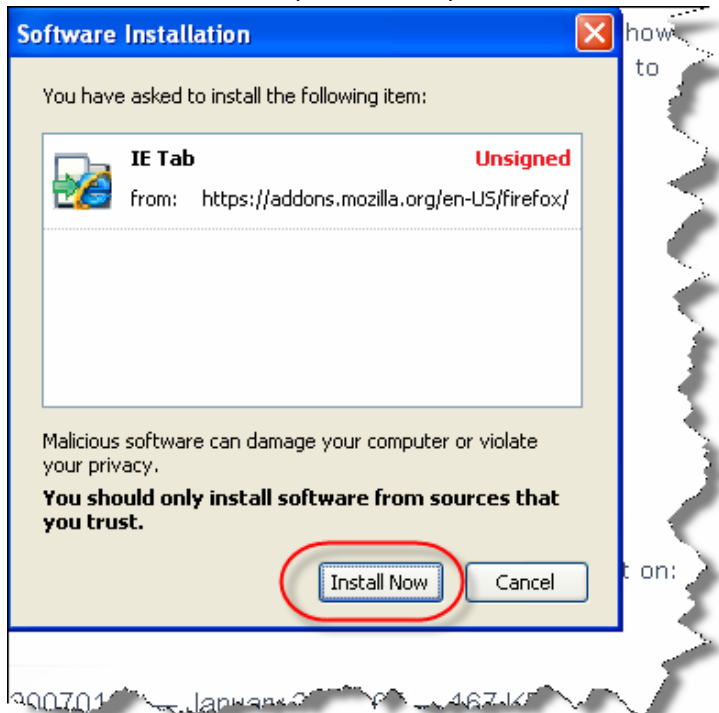 Software Installation
how
to
You have asked to install the following item:
IE Tab
Unsigned
from: https://addons.mozilla.org/en-US/firefox/
Malicious software can damage your computer or violate
your privacy.
You should only install software from sources that
you trust.
Install Now
Cancel
on: